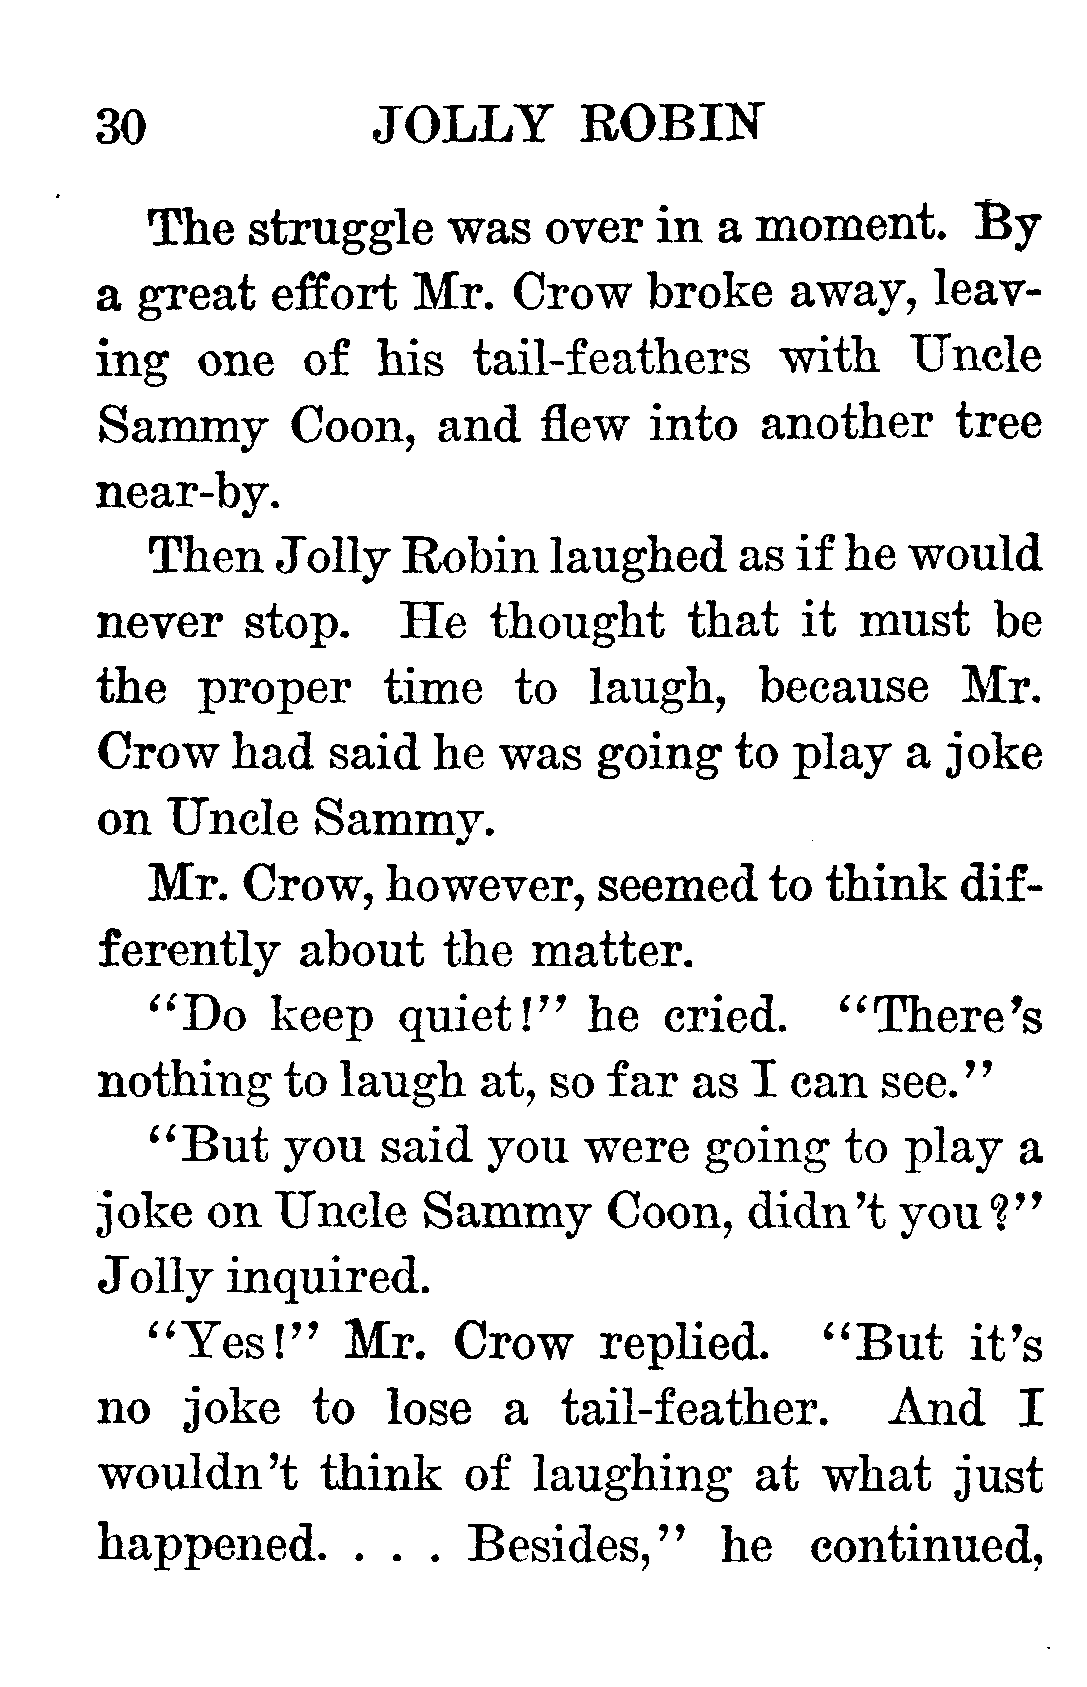 30 JOLLY ROBIN
The struggle was over in a moment. By
a great effort Mr. Crow broke away, leav-
ing one of his tail-feathers with Uncle
Sammy Coon, and flew into another tree
near-by.
Then Jolly Robin laughed as if he would
never stop. He thought that it must be
the proper time to laugh, because Mr.
Crow had said he was going to play a joke
on Uncle Sammy.
Mr. Crow, however, seemed to think dif-
ferently about the matter.
“Do keep quiet!” he cried. “There’s
nothing to laugh at, so far as I can see.”
“But you said you were going to play a
joke on Uncle Sammy Coon, didn’t you?”
Jolly inquired.
“Yes!” Mr. Crow replied. “But it’s
no joke to lose a tail-feather. And I
wouldn’t think of laughing at what just
happened. . . . Besides,” he continued,